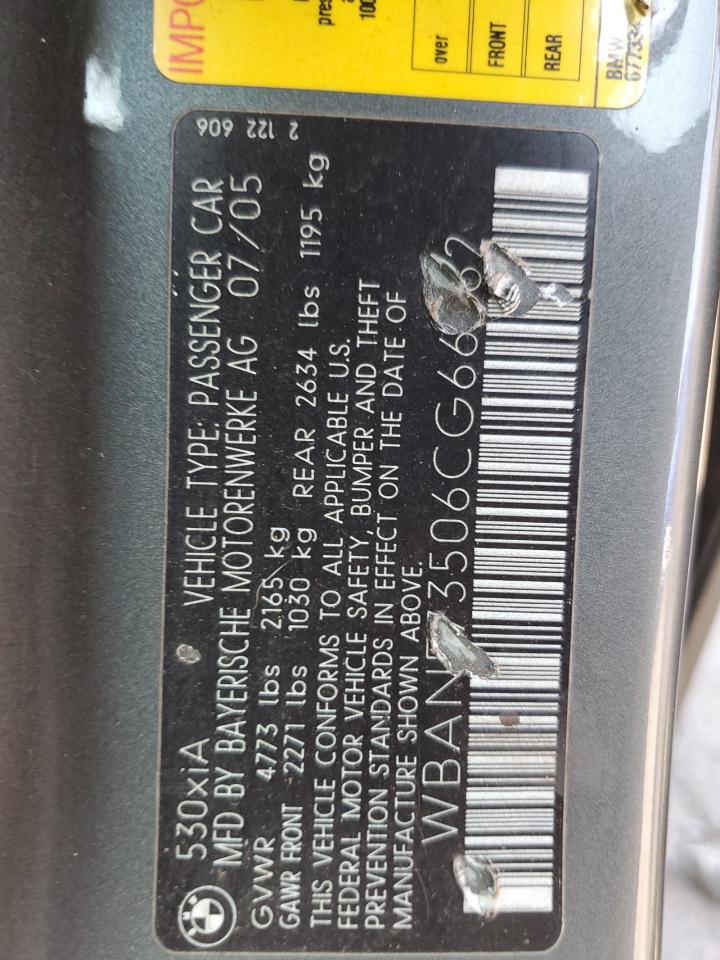 530xiA VEHICLE TYPE: PASSENGER CAR
MFD BY BAYERISCHE MOTORENWERKE AG 07/05
GVWR 4773 lbs 2165 kg
GAWR FRONT 2271 lbs 1030 kg REAR 2634 lbs 1195 kg
THIS VEHICLE CONFORMS TO ALL APPLICABLE U.S.
FEDERAL MOTOR VEHICLE SAFETY, BUMPER AND THEFT
PREVENTION STANDARDS IN EFFECT ON THE DATE OF
MANUFACTURE SHOWN ABOVE.
2 122 606
over
FRONT
REAR
BMW